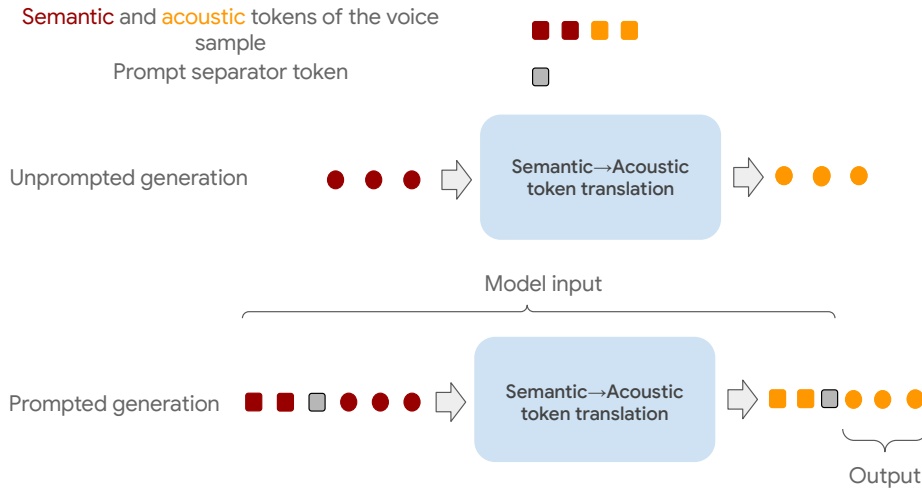 Semantic and acoustic tokens of the voice
sample
Prompt separator token
Unprompted generation
Semantic→Acoustic
token translation
Model input
Prompted generation
Semantic→Acoustic
token translation
Output